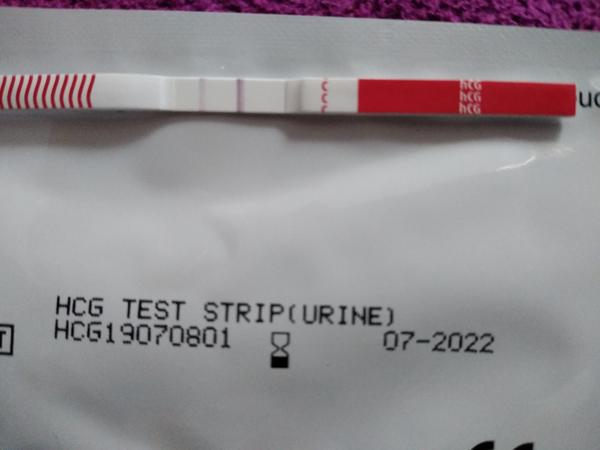 hCG
hCG
hCG
HCG TEST STRIP(URINE)
HCG19070801
07-2022